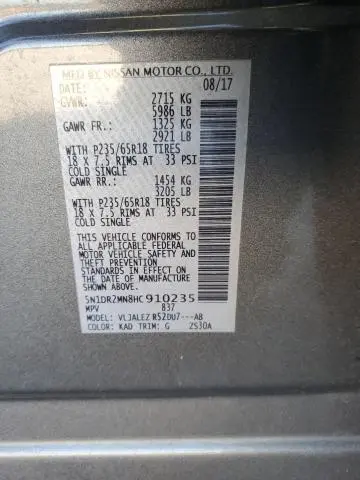 MFD BY NISSAN MOTOR CO., LTD.
DATE: 08/17
GVWR: 2715 KG
5986 LB
GAWR FR.: 1325 KG
2921 LB
WITH P235/65R18 TIRES
18 X 7.5 RIMS AT 33 PSI
COLD SINGLE
GAWR RR.: 1454 KG
3205 LB
WITH P235/65R18 TIRES
18 X 7.5 RIMS AT 33 PSI
COLD SINGLE
THIS VEHICLE CONFORMS TO
ALL APPLICABLE FEDERAL
MOTOR VEHICLE SAFETY AND
THEFT PREVENTION
STANDARDS IN EFFECT ON
THE DATE OF MANUFACTURE
SHOWN ABOVE.
5N1DR2MN8HC910235
MPV 837
MODEL: VLJALEZ R52DU7---AB
COLOR: KAD TRIM: G 2S30A